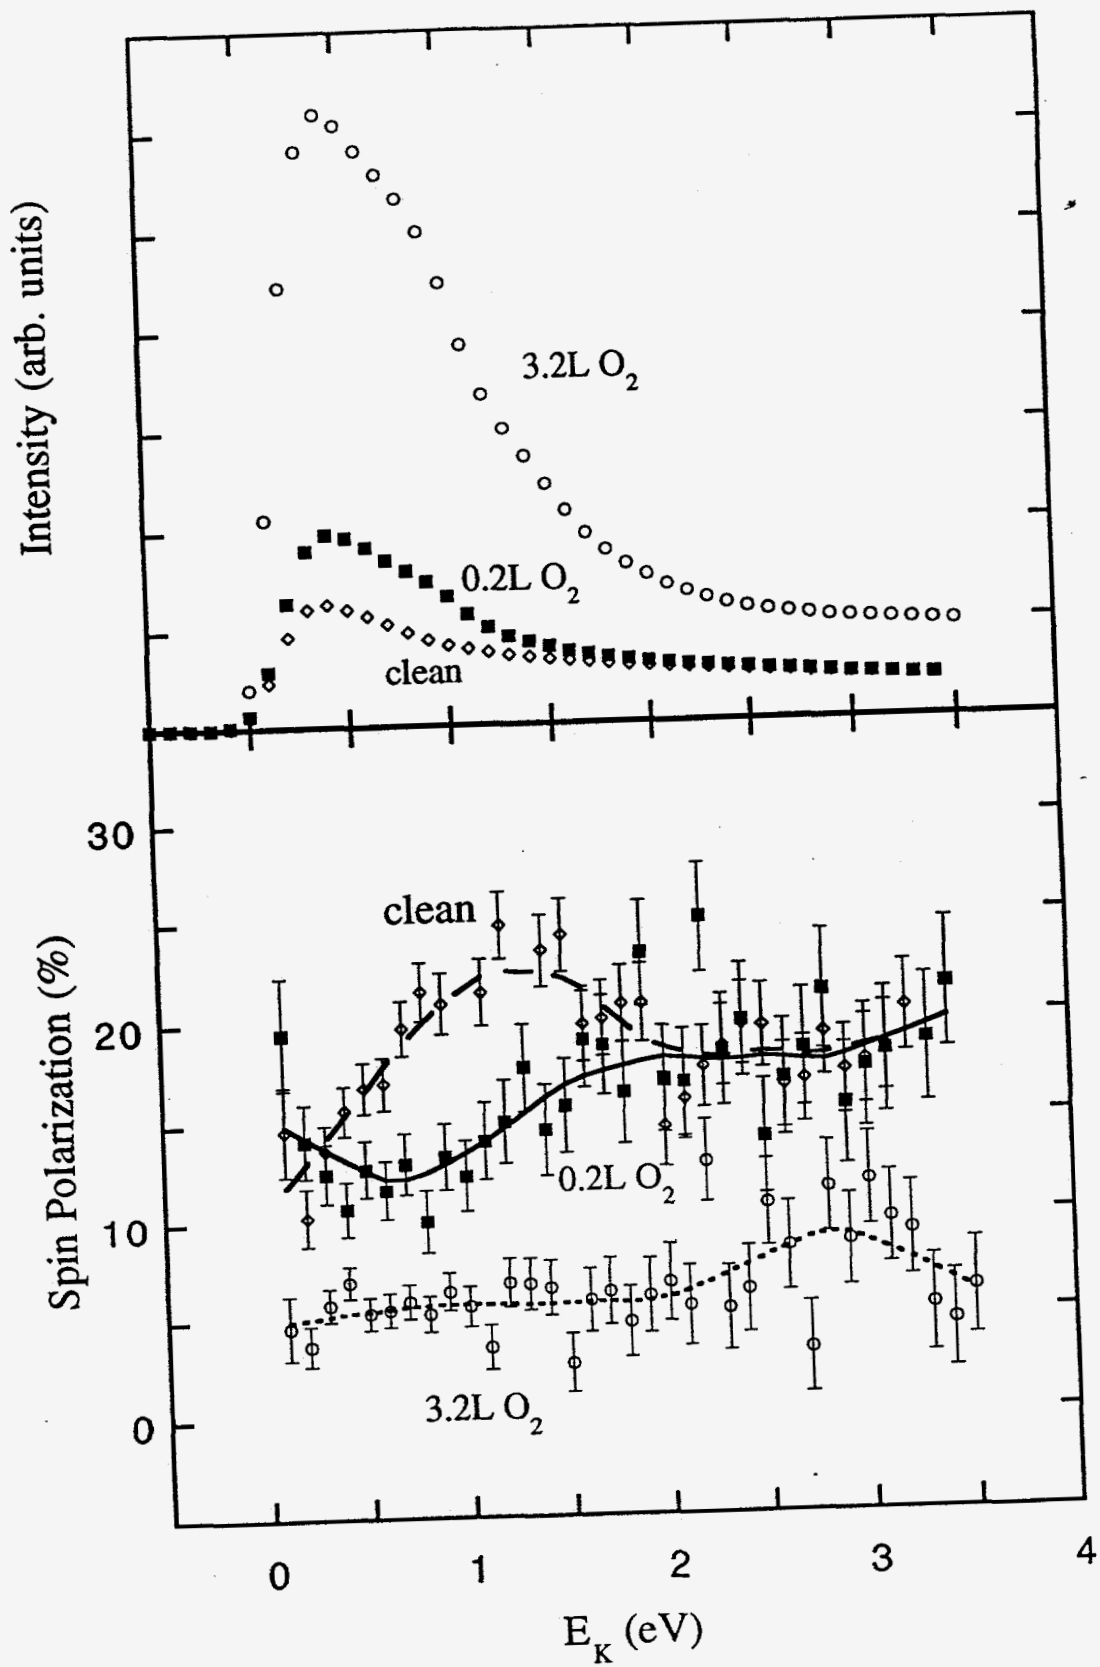 Intensity (arb. units)
3.2L O2
0.2L O2
clean
Spin Polarization (%)
30
20
10
0
clean
0.2L O2
3.2L O2
0
1
2
3
4
EK (eV)